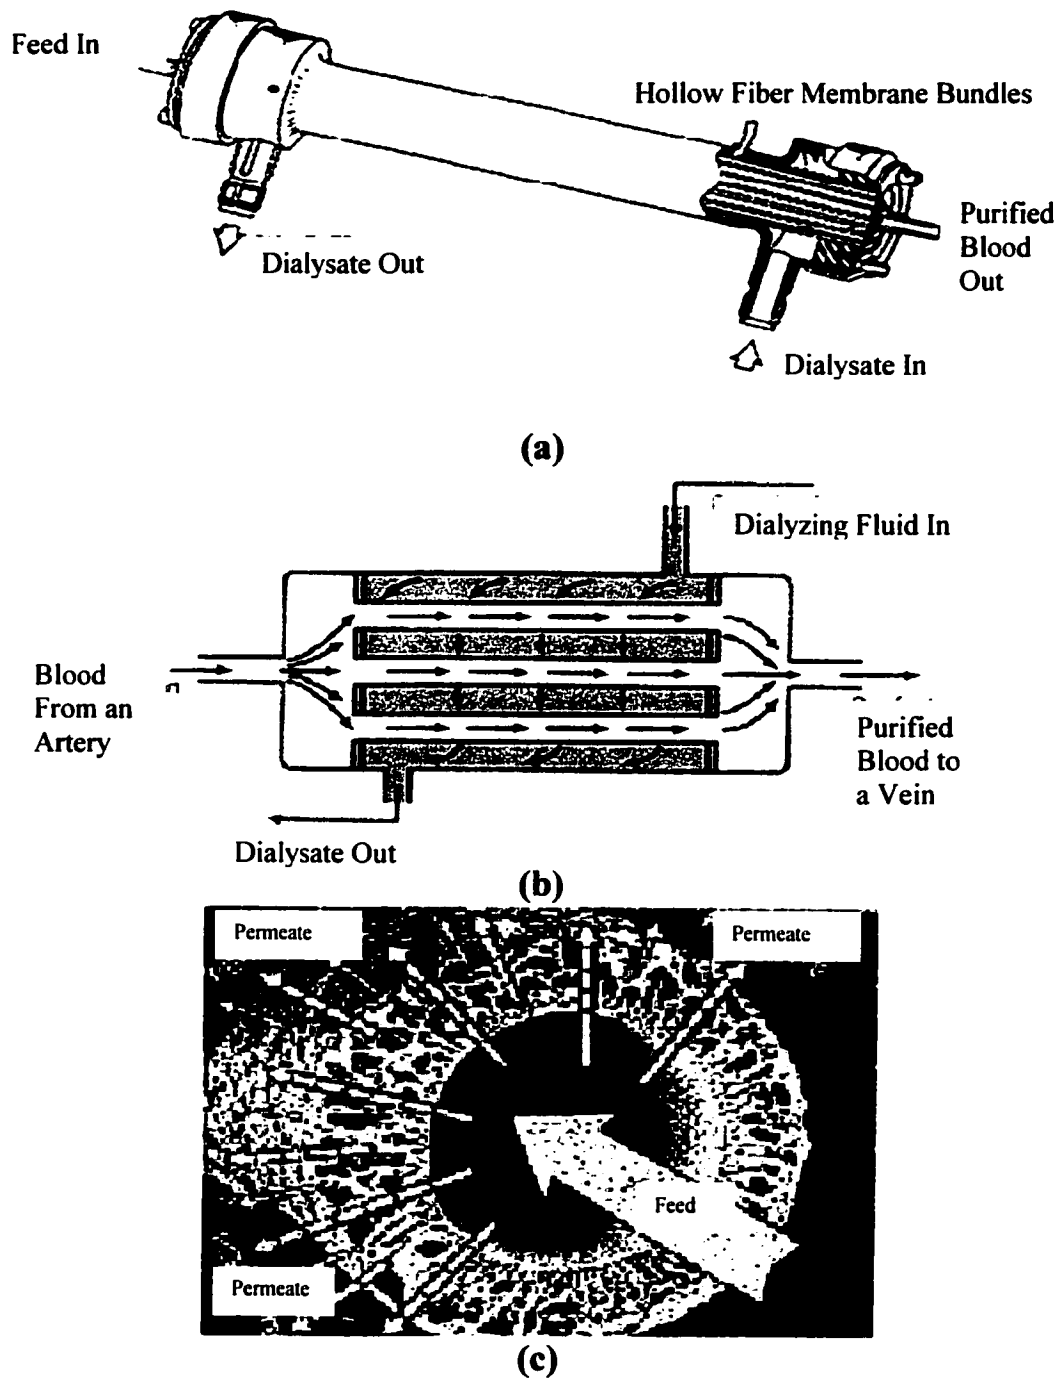 Feed In
Hollow Fiber Membrane Bundles
Purified
Blood
Out
Dialysate Out
Dialysate In
(a)
Dialyzing Fluid In
Blood
From an
Artery
Purified
Blood to
a Vein
Dialysate Out
(b)
Permeate
Permeate
Feed
Permeate
(c)